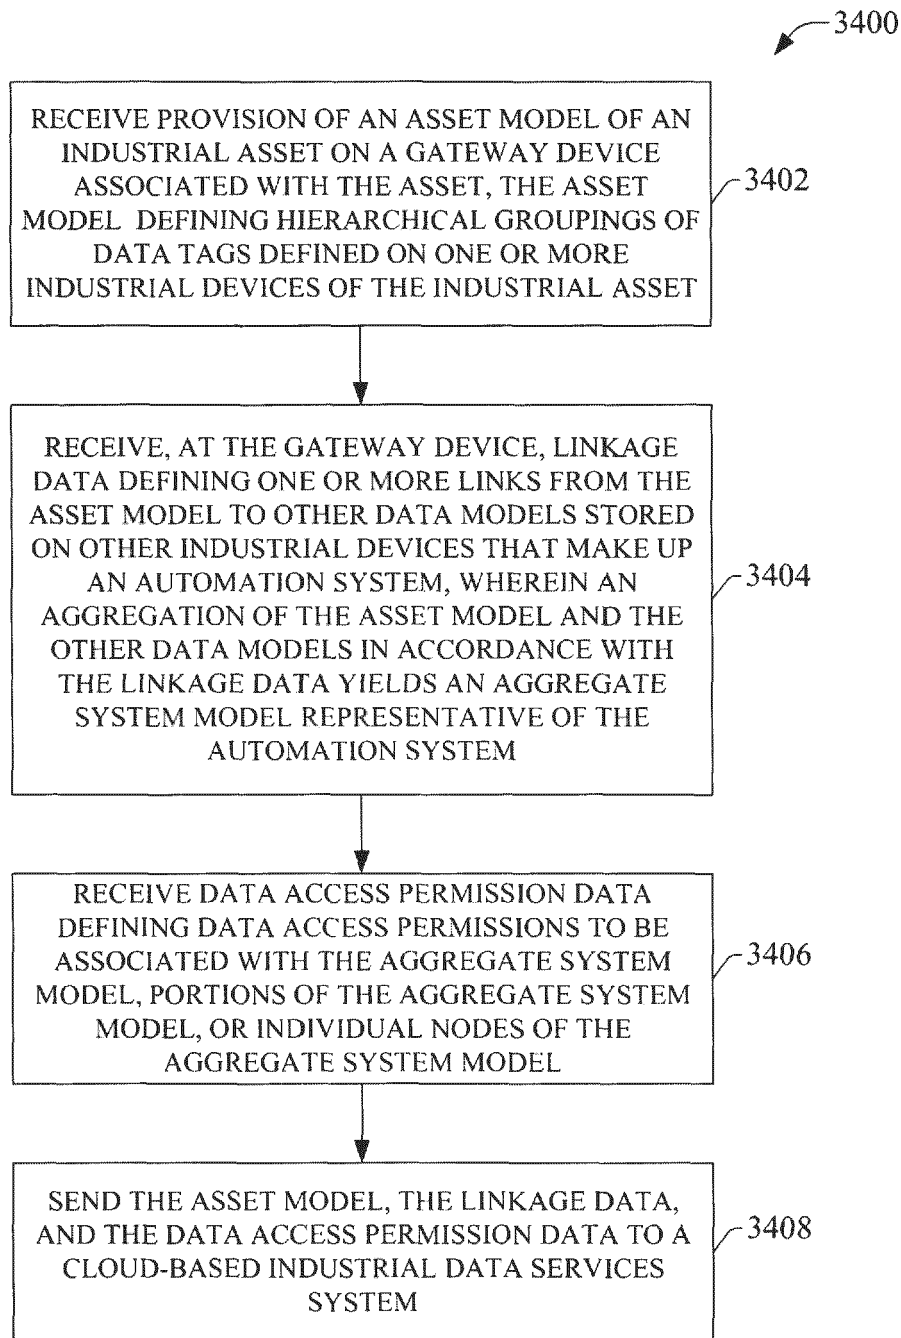 3400
RECEIVE PROVISION OF AN ASSET MODEL OF AN
INDUSTRIAL ASSET ON A GATEWAY DEVICE
ASSOCIATED WITH THE ASSET, THE ASSET
MODEL DEFINING HIERARCHICAL GROUPINGS OF
DATA TAGS DEFINED ON ONE OR MORE
INDUSTRIAL DEVICES OF THE INDUSTRIAL ASSET
3402
RECEIVE, AT THE GATEWAY DEVICE, LINKAGE
DATA DEFINING ONE OR MORE LINKS FROM THE
ASSET MODEL TO OTHER DATA MODELS STORED
ON OTHER INDUSTRIAL DEVICES THAT MAKE UP
AN AUTOMATION SYSTEM, WHEREIN AN
AGGREGATION OF THE ASSET MODEL AND THE
OTHER DATA MODELS IN ACCORDANCE WITH
THE LINKAGE DATA YIELDS AN AGGREGATE
SYSTEM MODEL REPRESENTATIVE OF THE
AUTOMATION SYSTEM
3404
RECEIVE DATA ACCESS PERMISSION DATA
DEFINING DATA ACCESS PERMISSIONS TO BE
ASSOCIATED WITH THE AGGREGATE SYSTEM
MODEL, PORTIONS OF THE AGGREGATE SYSTEM
MODEL, OR INDIVIDUAL NODES OF THE
AGGREGATE SYSTEM MODEL
3406
SEND THE ASSET MODEL, THE LINKAGE DATA,
AND THE DATA ACCESS PERMISSION DATA TO A
CLOUD-BASED INDUSTRIAL DATA SERVICES
SYSTEM
3408